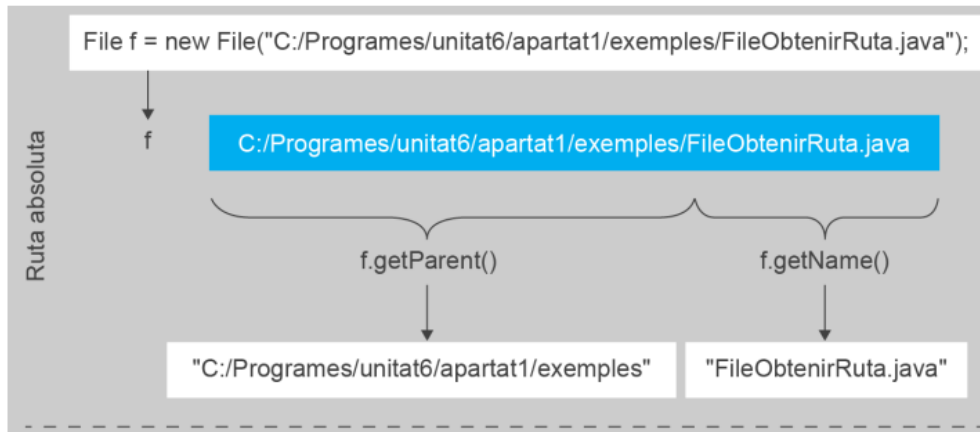 File f = new File("C:/Programes/unitat6/apartat1/exemples/FileObtenirRuta.java");
Ruta absoluta
f
C:/Programes/unitat6/apartat1/exemples/FileObtenirRuta.java
f.getParent()
f.getName()
"C:/Programes/unitat6/apartat1/exemples"
"FileObtenirRuta.java"